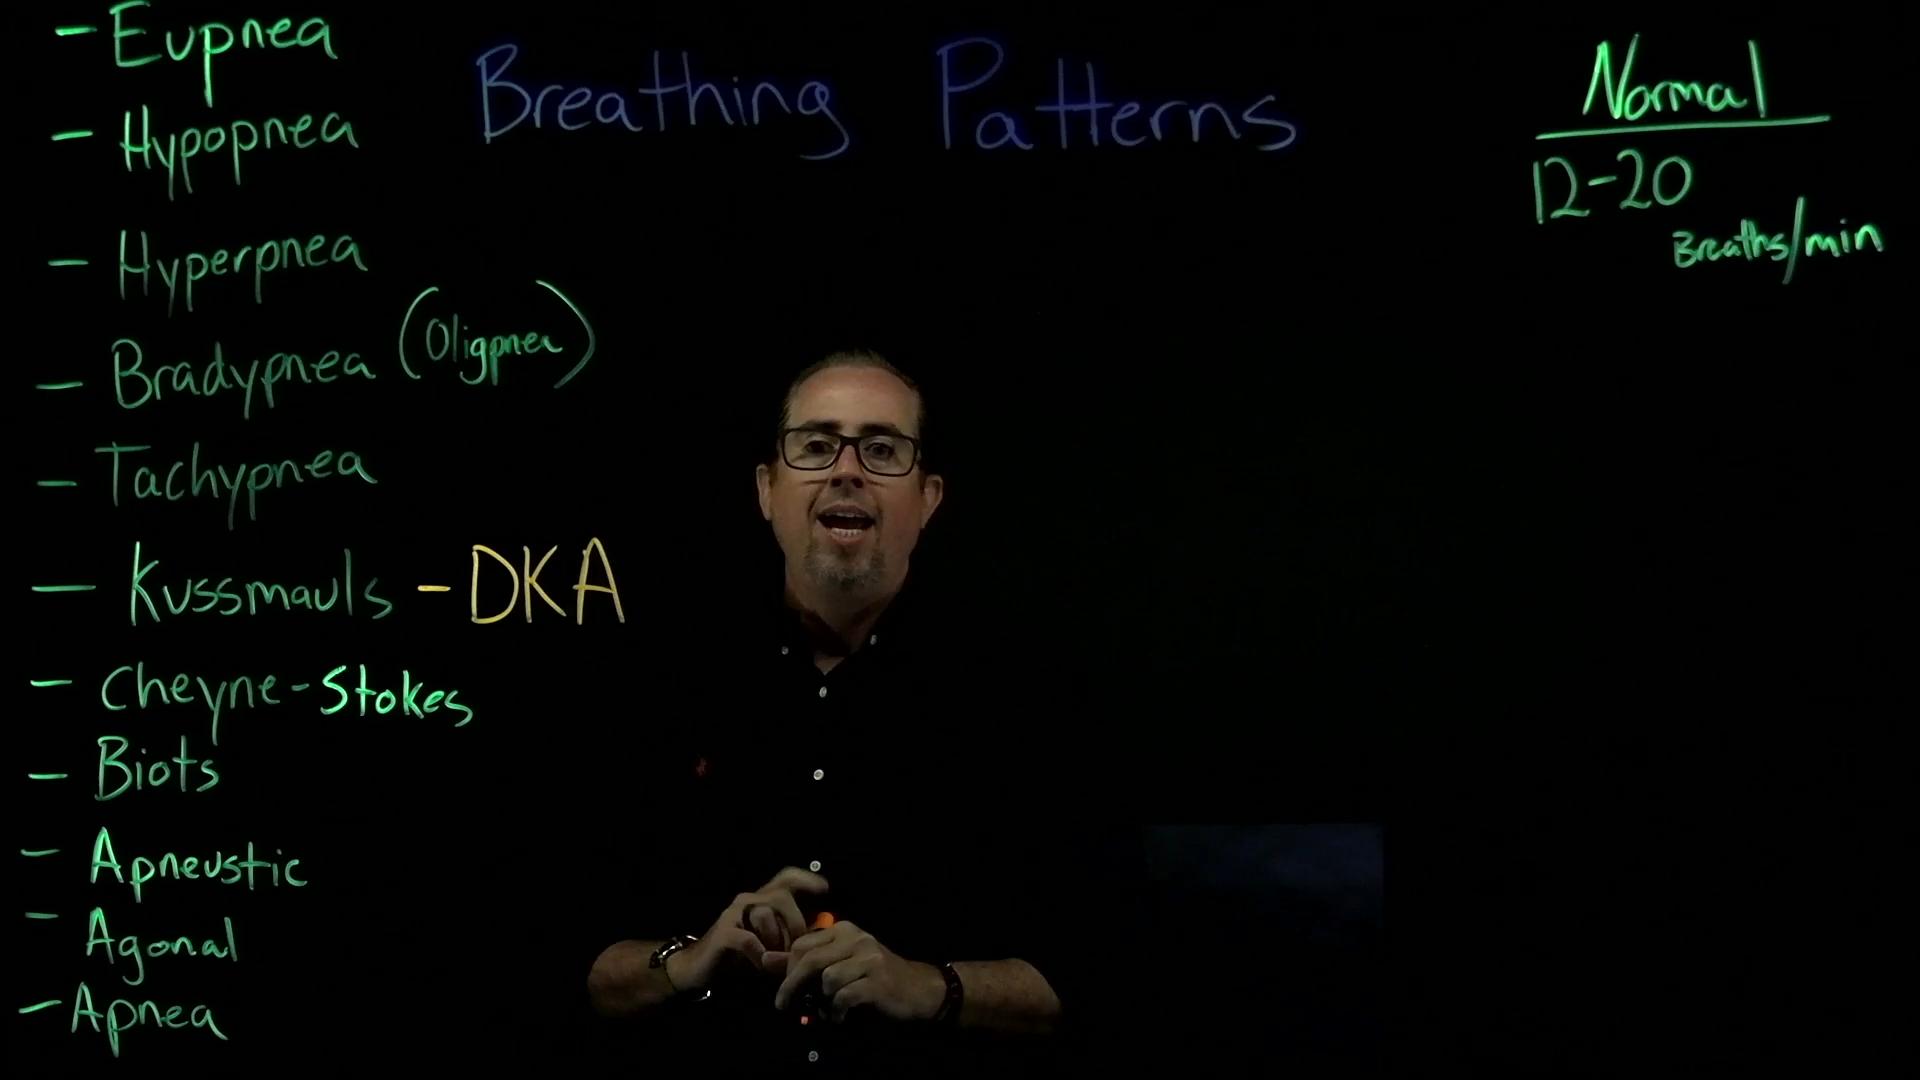 Breathing Patterns
- Eupnea
- Hypopnea
- Hyperpnea
- Bradypnea (Oligpnea)
- Tachypnea
- Kussmauls - DKA
- Cheyne-Stokes
- Biots
- Apneustic
- Agonal
- Apnea
Normal
12-20
Breaths/min